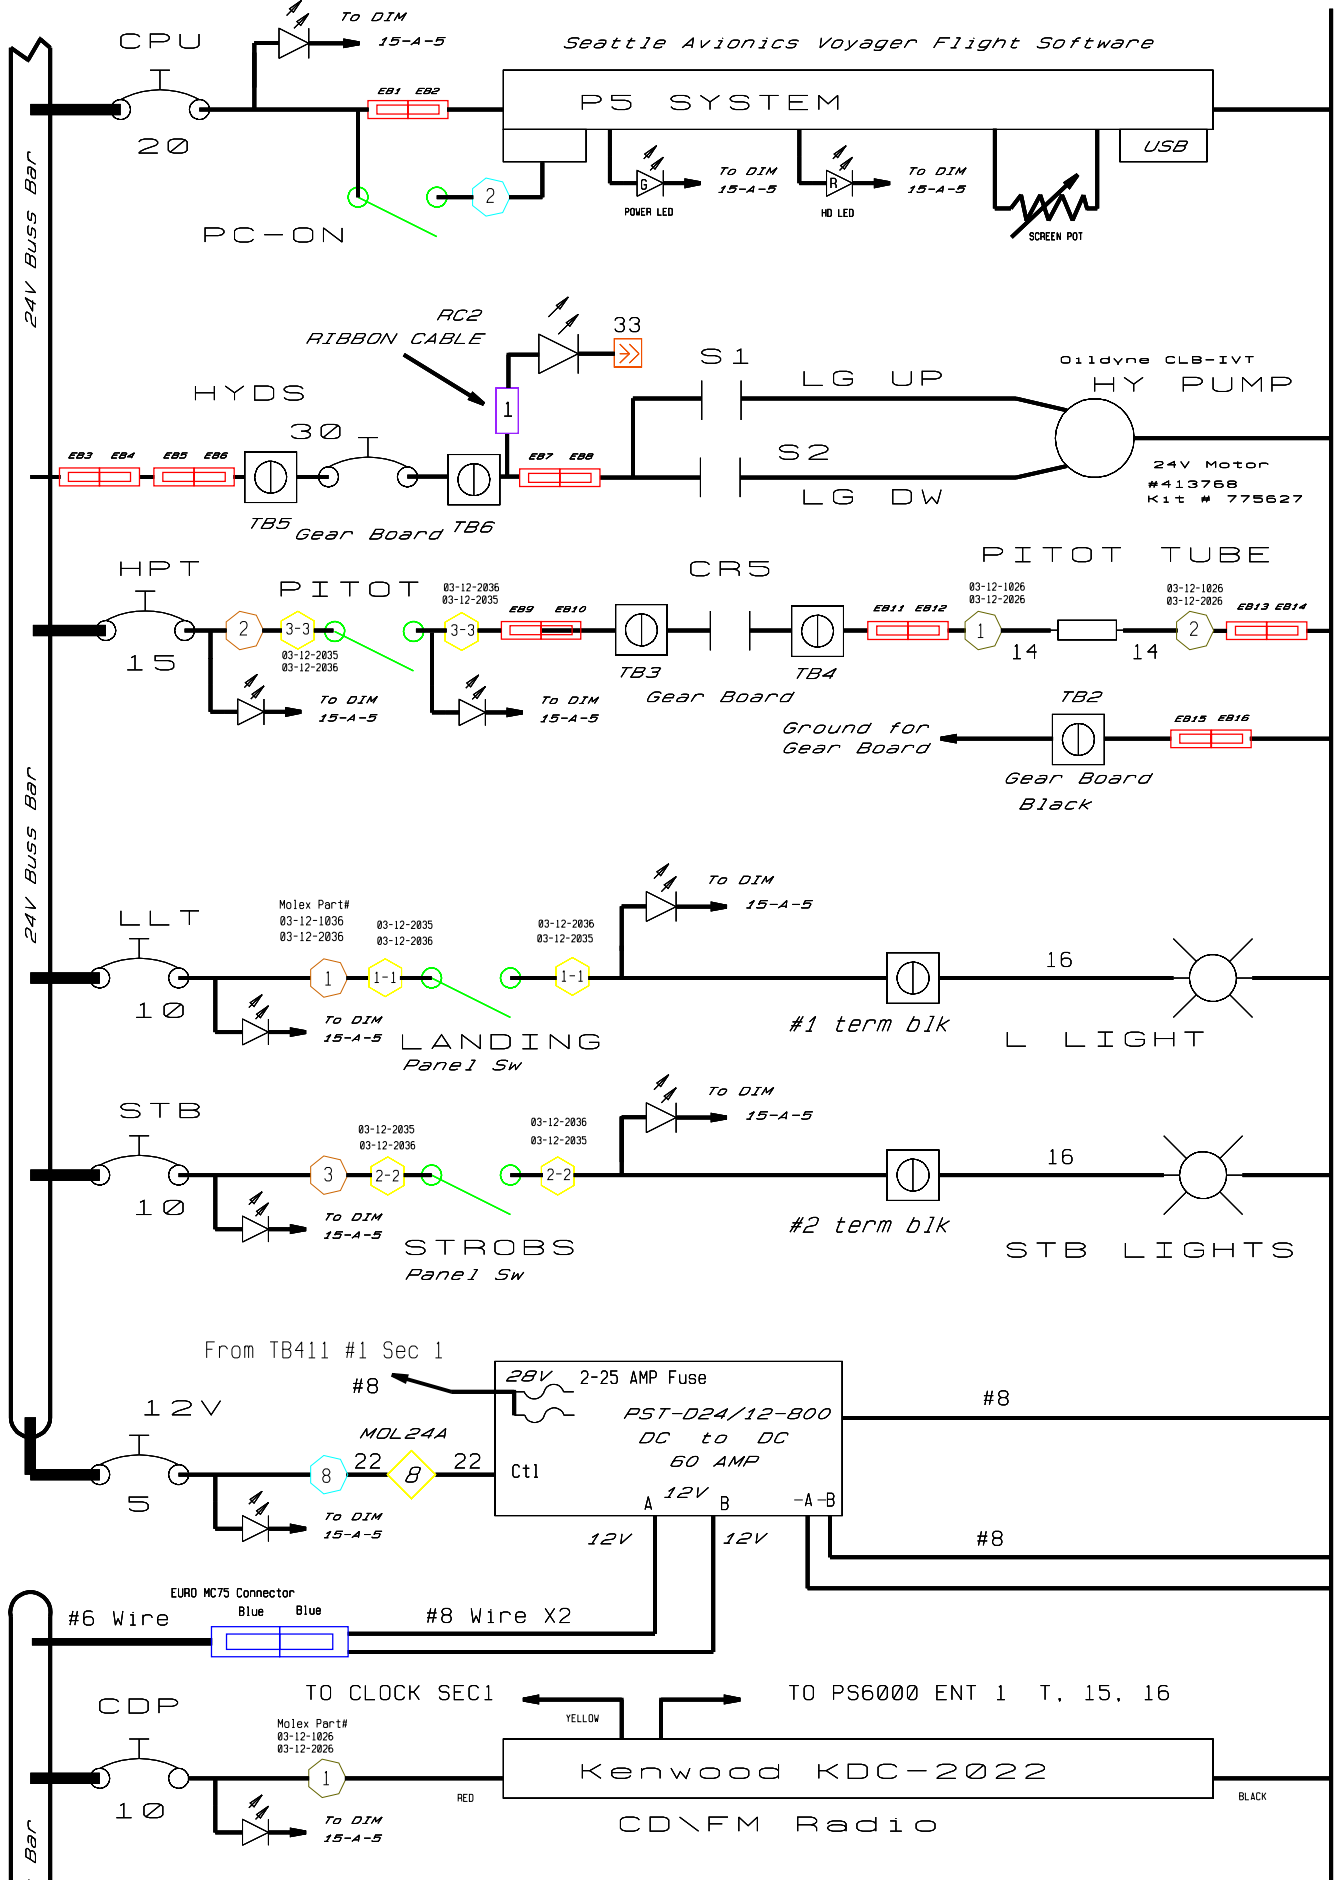 To DIM
15-A-5
CPU
20
Seattle Avionics Voyager Flight Software
EB1 EB2
P5 SYSTEM
USB
2
PC-ON
G
POWER LED
To DIM
15-A-5
R
HD LED
To DIM
15-A-5
SCREEN POT
24V Buss Bar
RC2
RIBBON CABLE
33
1
S1
LG UP
Oildyne CLB-IVT
HY PUMP
HYDS
30
EB3 EB4
EB5 EB6
TB5
Gear Board
TB6
EB7 EB8
S2
LG DW
24V Motor
#413768
Kit # 775627
HPT
15
PITOT
2
3-3
03-12-2035
03-12-2036
03-12-2036
03-12-2035
3-3
EB9 EB10
TB3
CR5
TB4
Gear Board
EB11 EB12
PITOT TUBE
03-12-1026
03-12-2026
1
14
14
03-12-1026
03-12-2026
2
EB13 EB14
To DIM
15-A-5
To DIM
15-A-5
Ground for
Gear Board
TB2
Gear Board
Black
EB15 EB16
24V Buss Bar
LLT
10
Molex Part#
03-12-1036
03-12-2036
1
03-12-2035
03-12-2036
1-1
03-12-2036
03-12-2035
1-1
To DIM
15-A-5
To DIM
15-A-5
LANDING
Panel Sw
#1 term blk
16
L LIGHT
STB
10
3
03-12-2035
03-12-2036
2-2
03-12-2036
03-12-2035
2-2
To DIM
15-A-5
To DIM
15-A-5
STROBS
Panel Sw
#2 term blk
16
STB LIGHTS
From TB411 #1 Sec 1
#8
12V
5
8
22
MOL24A
8
22
To DIM
15-A-5
28V
2-25 AMP Fuse
PST-D24/12-800
DC to DC
60 AMP
Ctl
12V
A
B
-A -B
#8
12V
12V
#8
EURO MC75 Connector
Blue
Blue
#6 Wire
#8 Wire X2
TO CLOCK SEC1
YELLOW
TO PS6000 ENT 1 T, 15, 16
CDP
10
Molex Part#
03-12-1026
03-12-2026
1
RED
Kenwood KDC-2022
BLACK
CD\FM Radio
To DIM
15-A-5
Bar